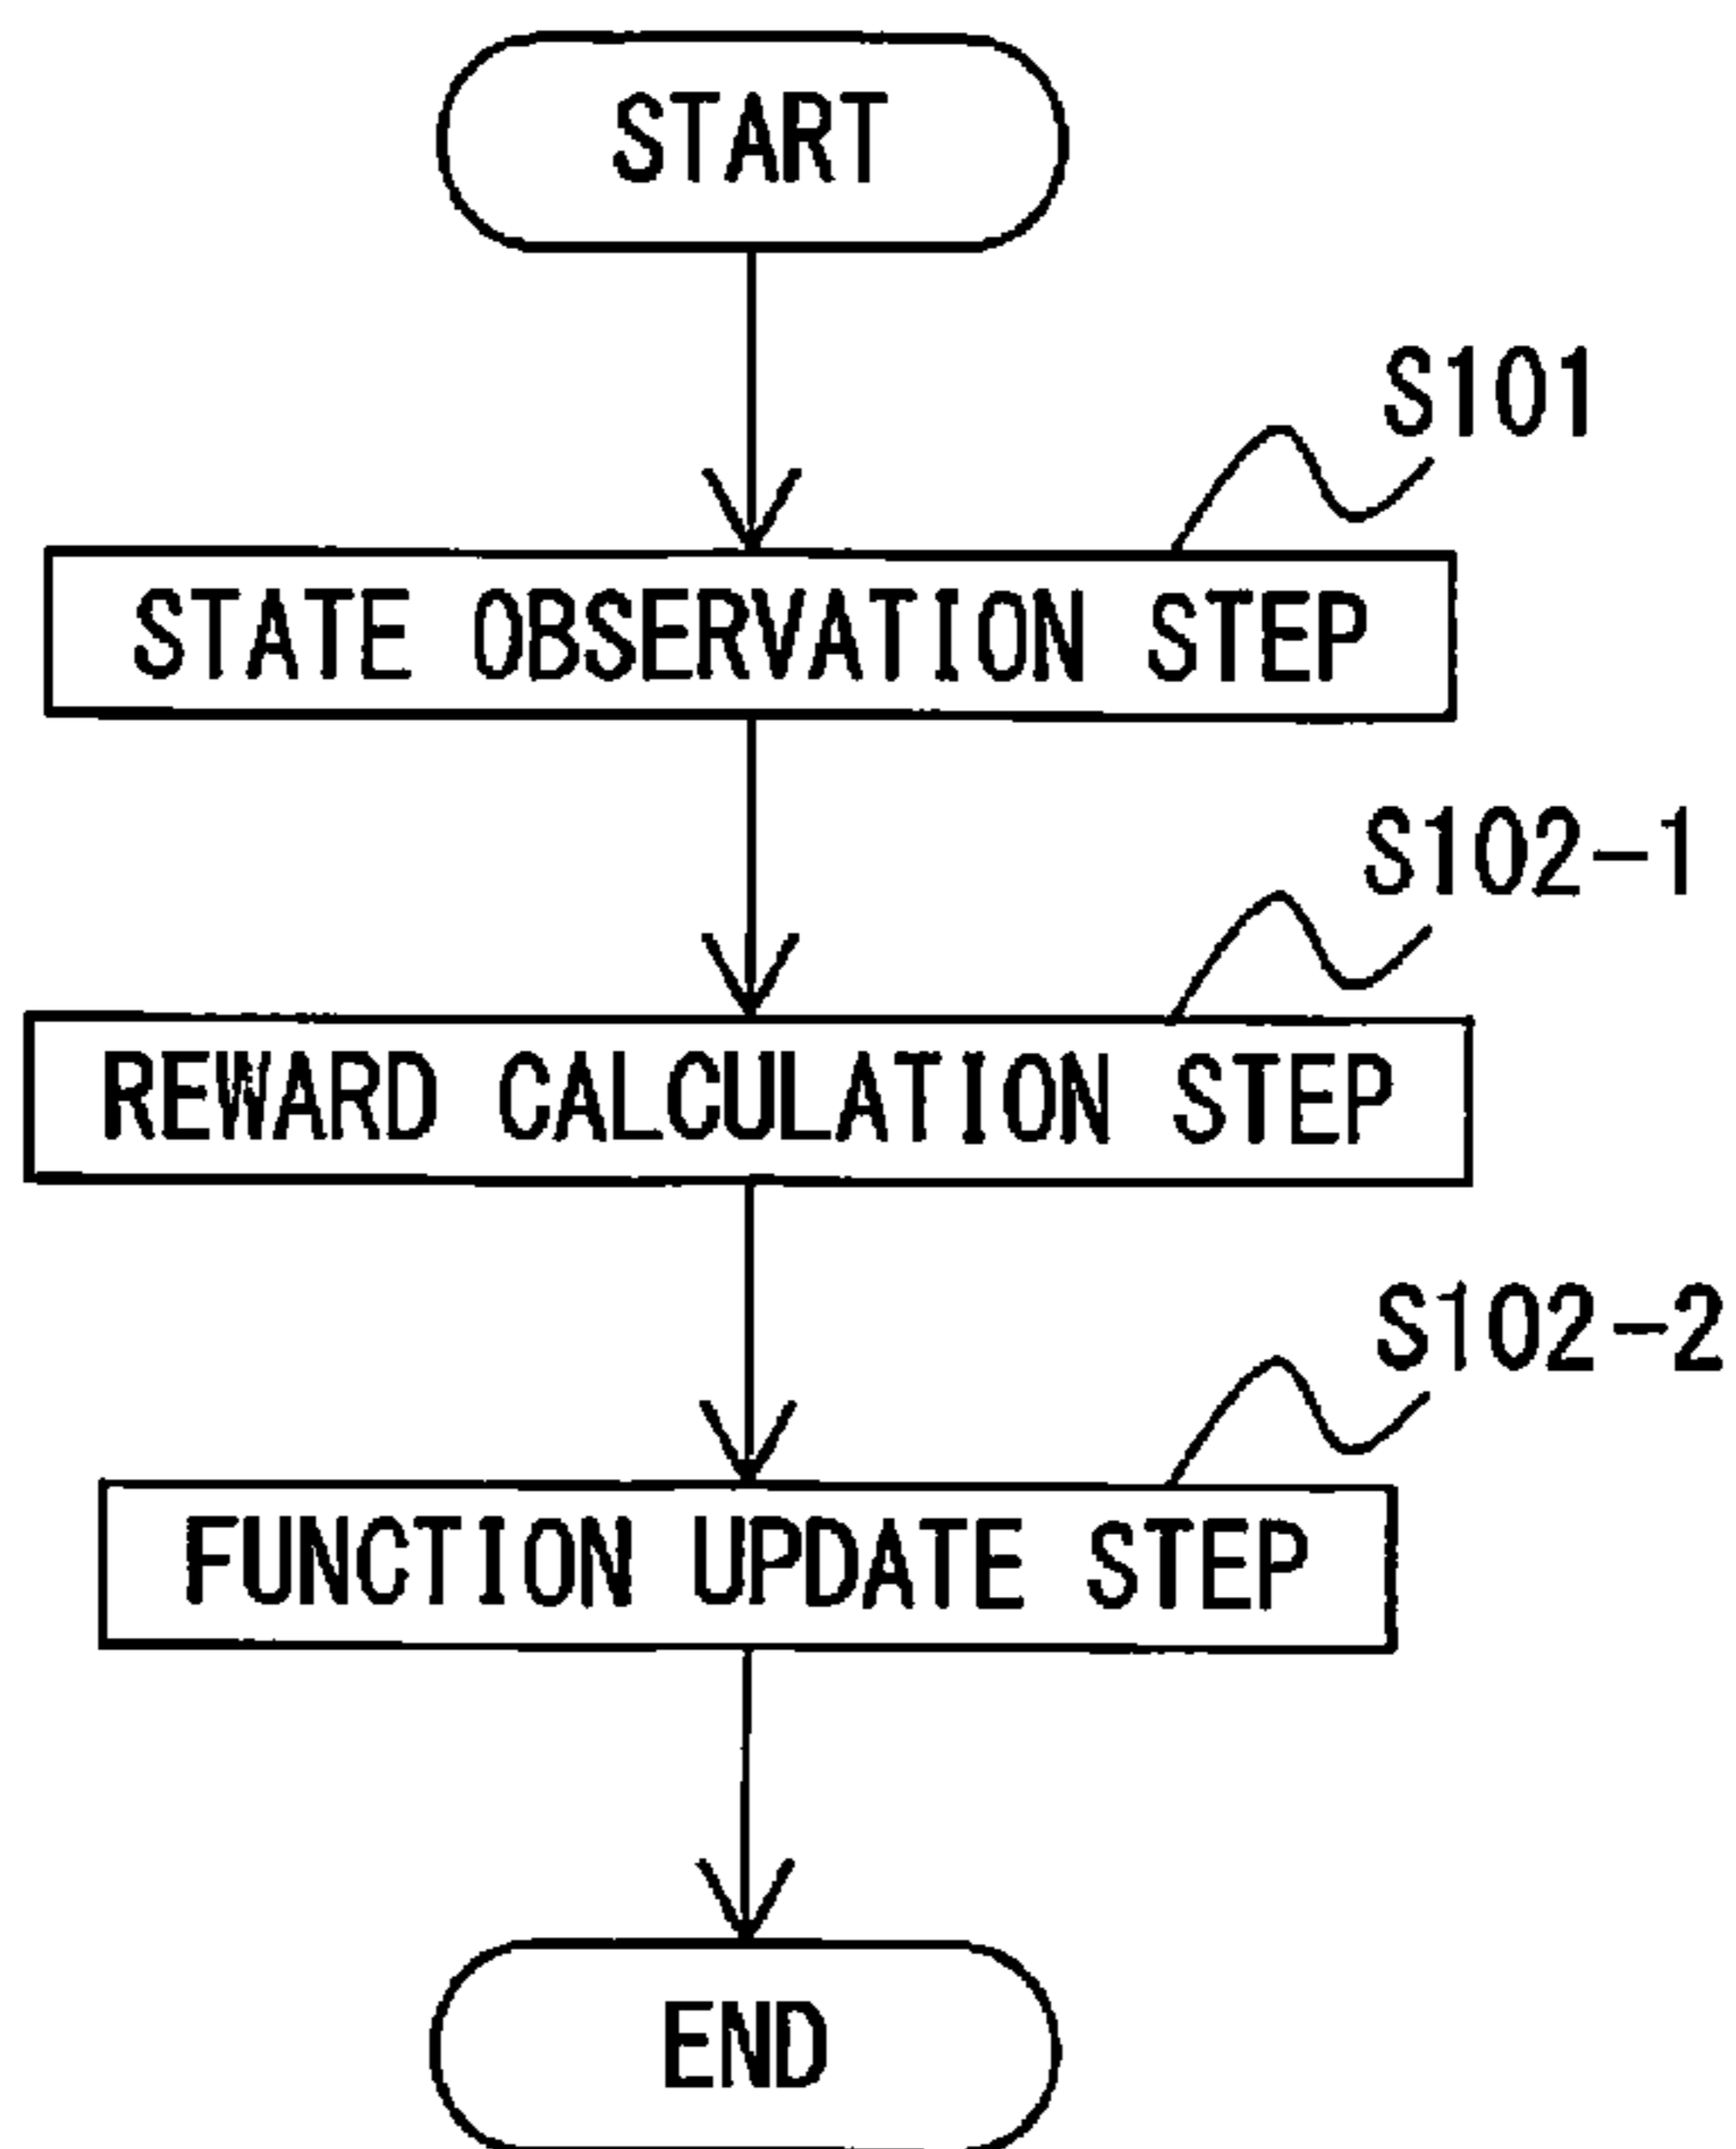 START
S101
STATE OBSERVATION STEP
S102-1
REWARD CALCULATION STEP
S102-2
FUNCTION UPDATE STEP
END